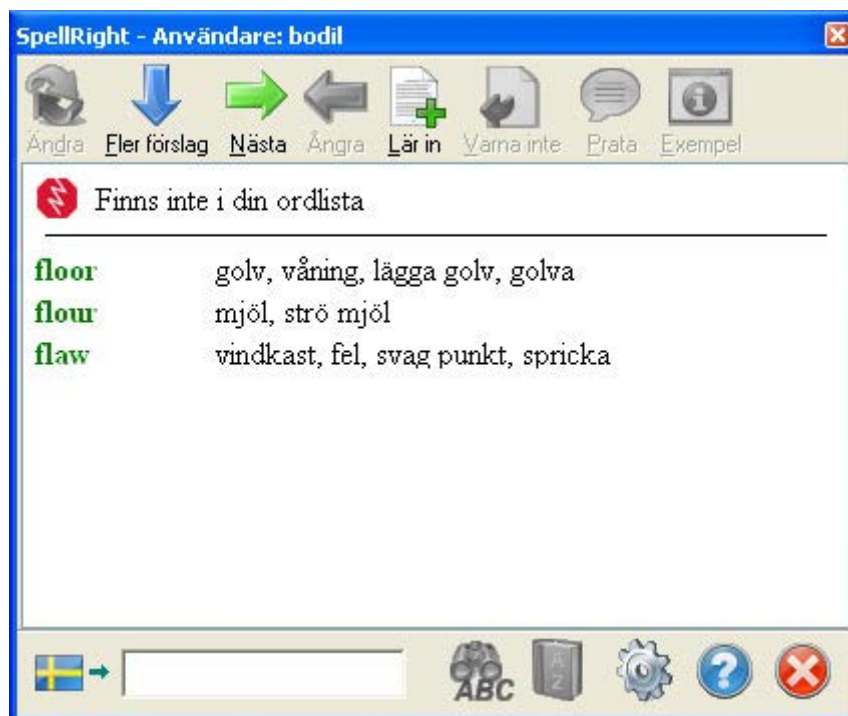 SpellRight - Användare: bodil
Ändra Fler förslag Nästa Ångra Lär in Varna inte Prata Exempel
Finns inte i din ordlista
floor golv, våning, lägga golv, golva
flour mjöl, strö mjöl
flaw vindkast, fel, svag punkt, spricka
ABC A Z